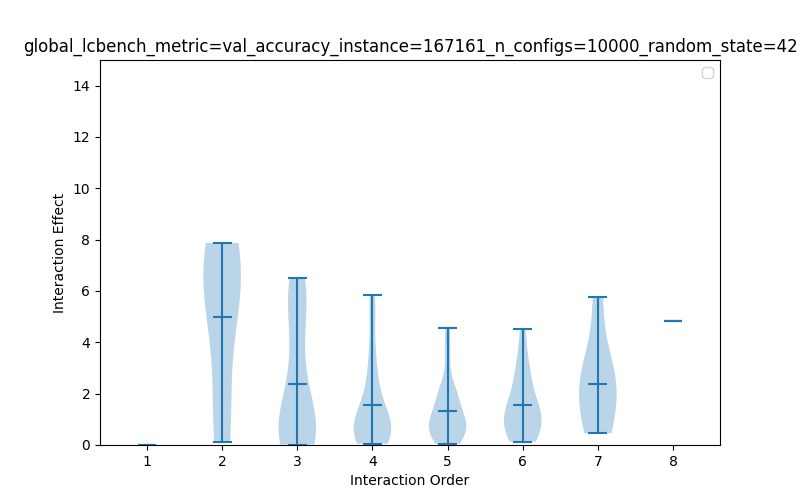 global_lcbench_metric=val_accuracy_instance=167161_n_configs=10000_random_state=42
14
12
10
8
6
4
2
0
Interaction Effect
1 2 3 4 5 6 7 8
Interaction Order